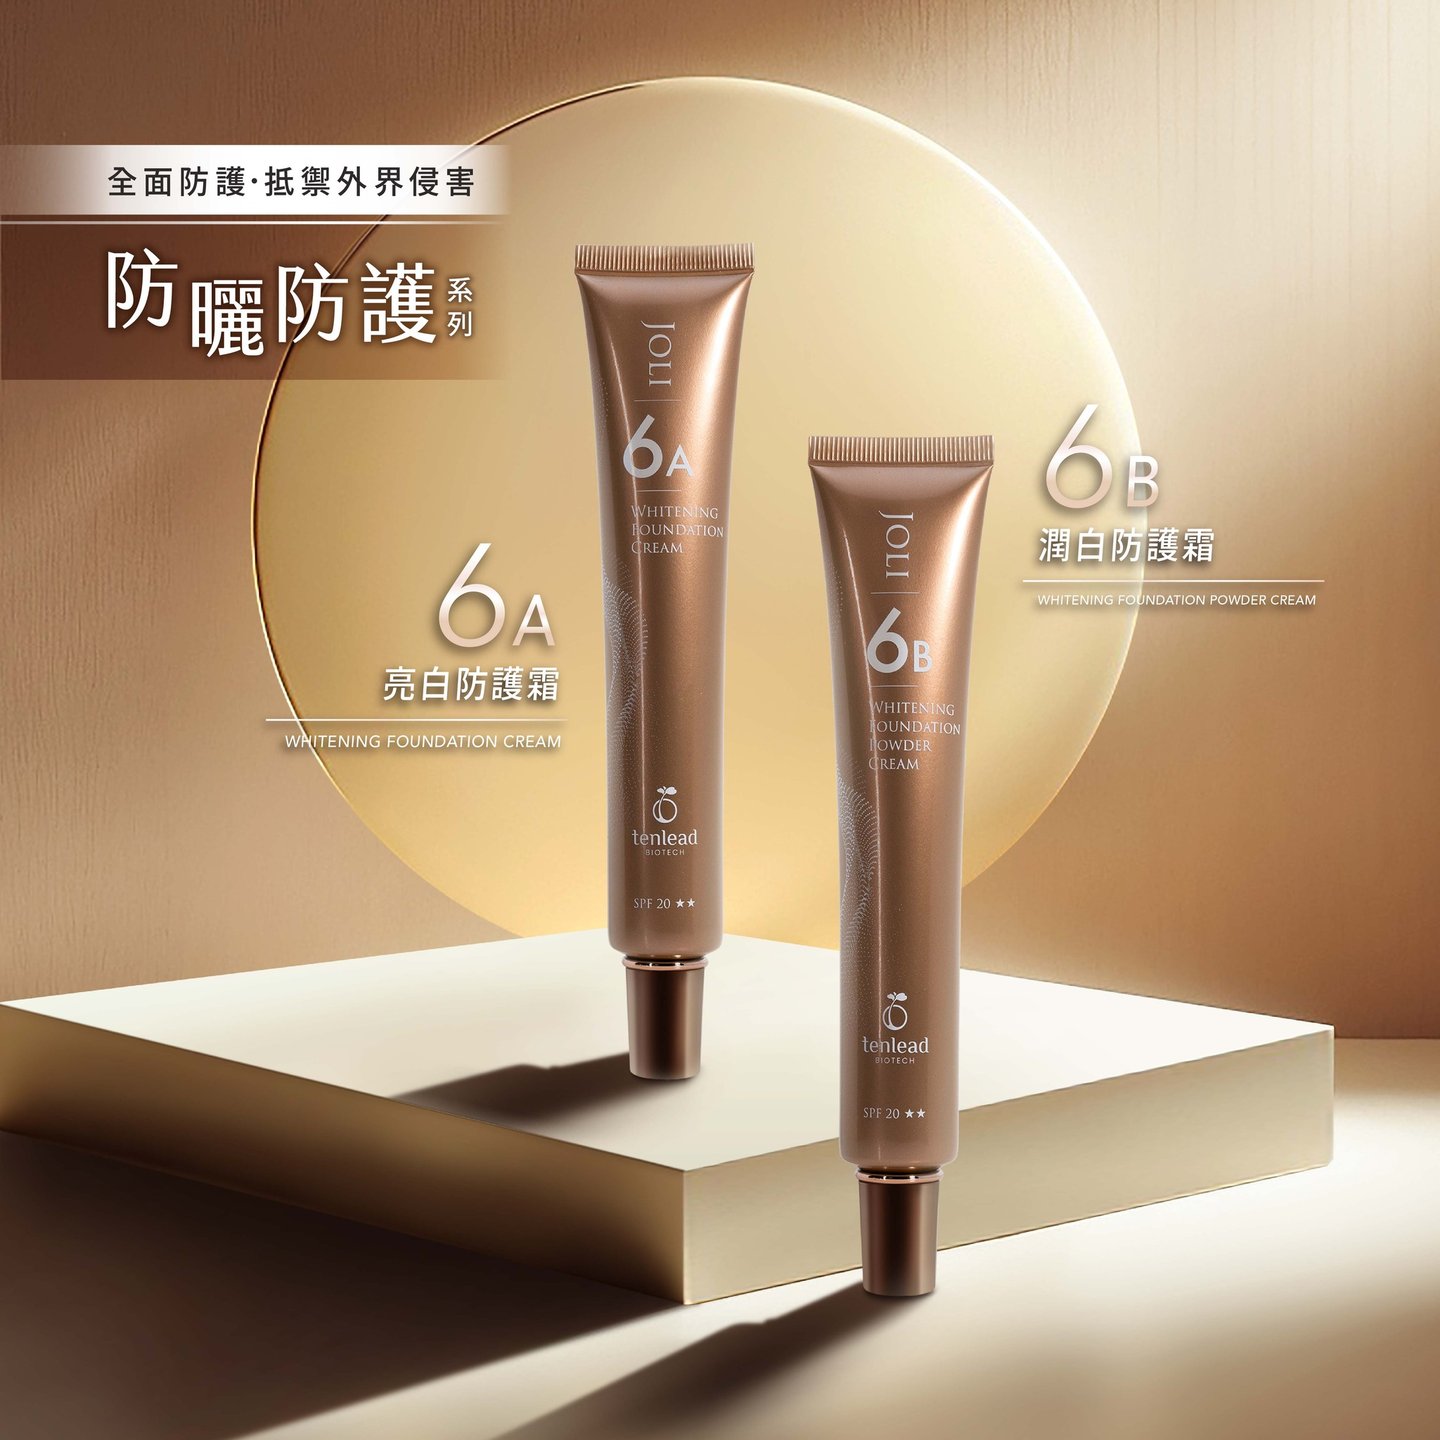 全面防護·抵禦外界侵害
防曬防護系列
6A
亮白防護霜
WHITENING FOUNDATION CREAM
JOLI
6A
WHITENING
FOUNDATION
CREAM
tenlead
BIOTECH
SPF 20 ★★
6B
潤白防護霜
WHITENING FOUNDATION POWDER CREAM
JOLI
6B
WHITENING
FOUNDATION
POWDER
CREAM
tenlead
BIOTECH
SPF 20 ★★